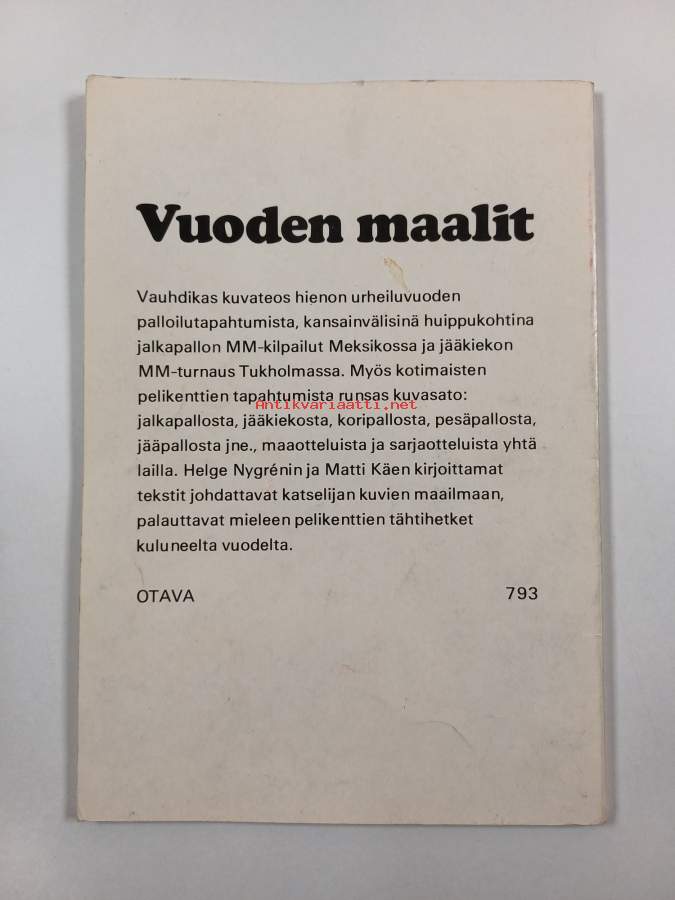 Vuoden maalit
Vauhdikas kuvateos hienon urheiluvuoden
palloilutapahtumista, kansainvälisinä huippukohtina
jalkapallon MM-kilpailut Meksikossa ja jääkiekon
MM-turnaus Tukholmassa. Myös kotimaisten
pelikenttien tapahtumista runsas kuvasato:
Antikvariaatti.net
jalkapallosta, jääkiekosta, koripallosta, pesäpallosta,
jääpallosta jne., maaotteluista ja sarjaotteluista yhtä
lailla. Helge Nygrénin ja Matti Käen kirjoittamat
tekstit johdattavat katselijan kuvien maailmaan,
palauttavat mieleen pelikenttien tähtihetket
kuluneelta vuodelta.
OTAVA 793